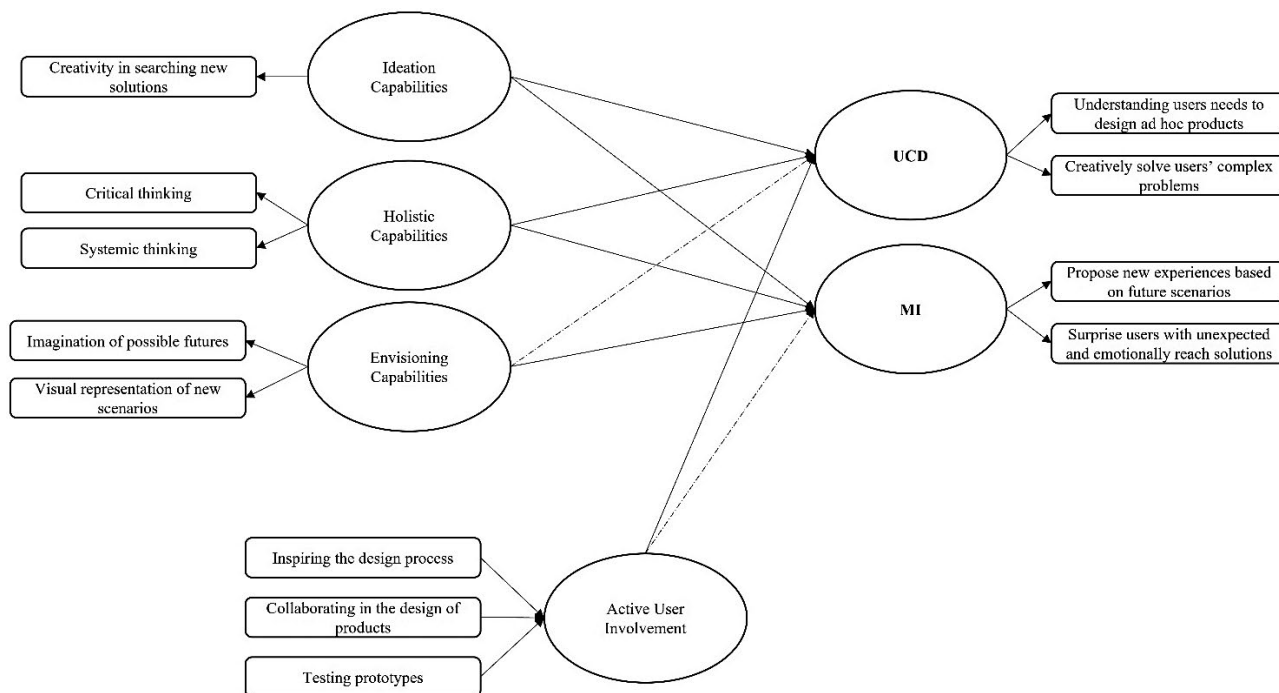 Creativity in searching new
solutions
Ideation
Capabilities
Critical thinking
Systemic thinking
Holistic
Capabilities
Imagination of possible futures
Visual representation of new
scenarios
Envisioning
Capabilities
Inspiring the design process
Collaborating in the design of
products
Testing prototypes
Active User
Involvement
UCD
Understanding users needs to
design ad hoc products
Creatively solve users’ complex
problems
MI
Propose new experiences based
on future scenarios
Surprise users with unexpected
and emotionally reach solutions